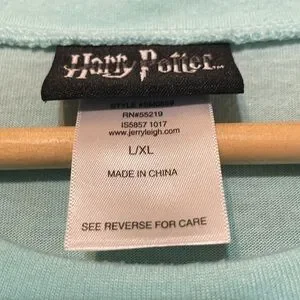 Harry Potter
RN#55219
IS5857 1017
www.jerryleigh.com
L/XL
MADE IN CHINA
SEE REVERSE FOR CARE